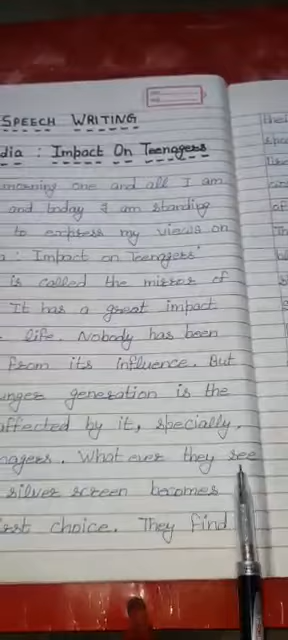 SPEECH WRITING
dia : Impact On Teenagers
morning one and all I am
and today I am standing
to express my views on
a : Impact on Teenagers'
is called the mirror of
It has a great impact
life. Nobody has been
from its influence. But
unger generation is the
affected by it, specially,
nagers. What ever they see
silver screen becomes
irst choice. They find